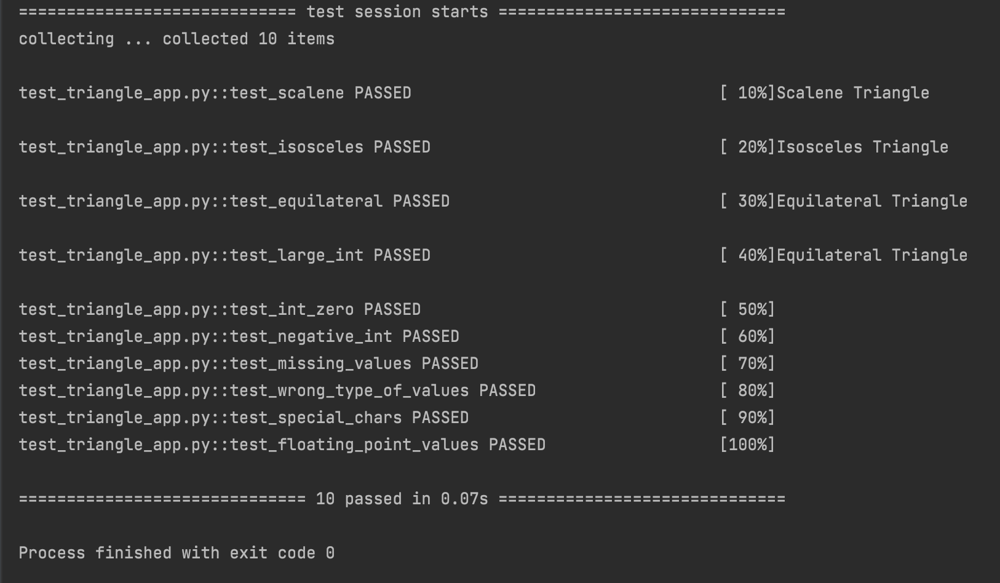 ============================= test session starts ==============================
collecting ... collected 10 items
test_triangle_app.py::test_scalene PASSED                                [ 10%]Scalene Triangle
test_triangle_app.py::test_isosceles PASSED                              [ 20%]Isosceles Triangle
test_triangle_app.py::test_equilateral PASSED                            [ 30%]Equilateral Triangle
test_triangle_app.py::test_large_int PASSED                              [ 40%]Equilateral Triangle
test_triangle_app.py::test_int_zero PASSED                               [ 50%]
test_triangle_app.py::test_negative_int PASSED                           [ 60%]
test_triangle_app.py::test_missing_values PASSED                         [ 70%]
test_triangle_app.py::test_wrong_type_of_values PASSED                   [ 80%]
test_triangle_app.py::test_special_chars PASSED                          [ 90%]
test_triangle_app.py::test_floating_point_values PASSED                  [100%]
============================== 10 passed in 0.07s ==============================
Process finished with exit code 0